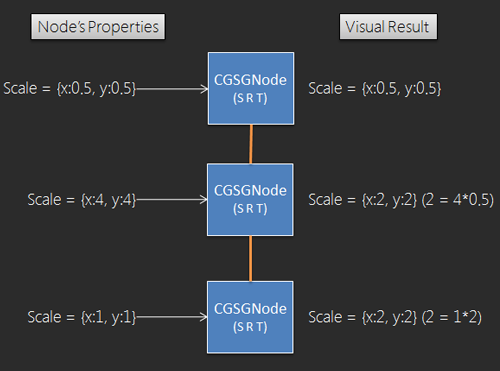 Node's Properties
Visual Result
Scale = {x:0.5, y:0.5}
CGSGNode
(S R T)
Scale = {x:0.5, y:0.5}
Scale = {x:4, y:4}
CGSGNode
(S R T)
Scale = {x:2, y:2} (2 = 4*0.5)
Scale = {x:1, y:1}
CGSGNode
(S R T)
Scale = {x:2, y:2} (2 = 1*2)